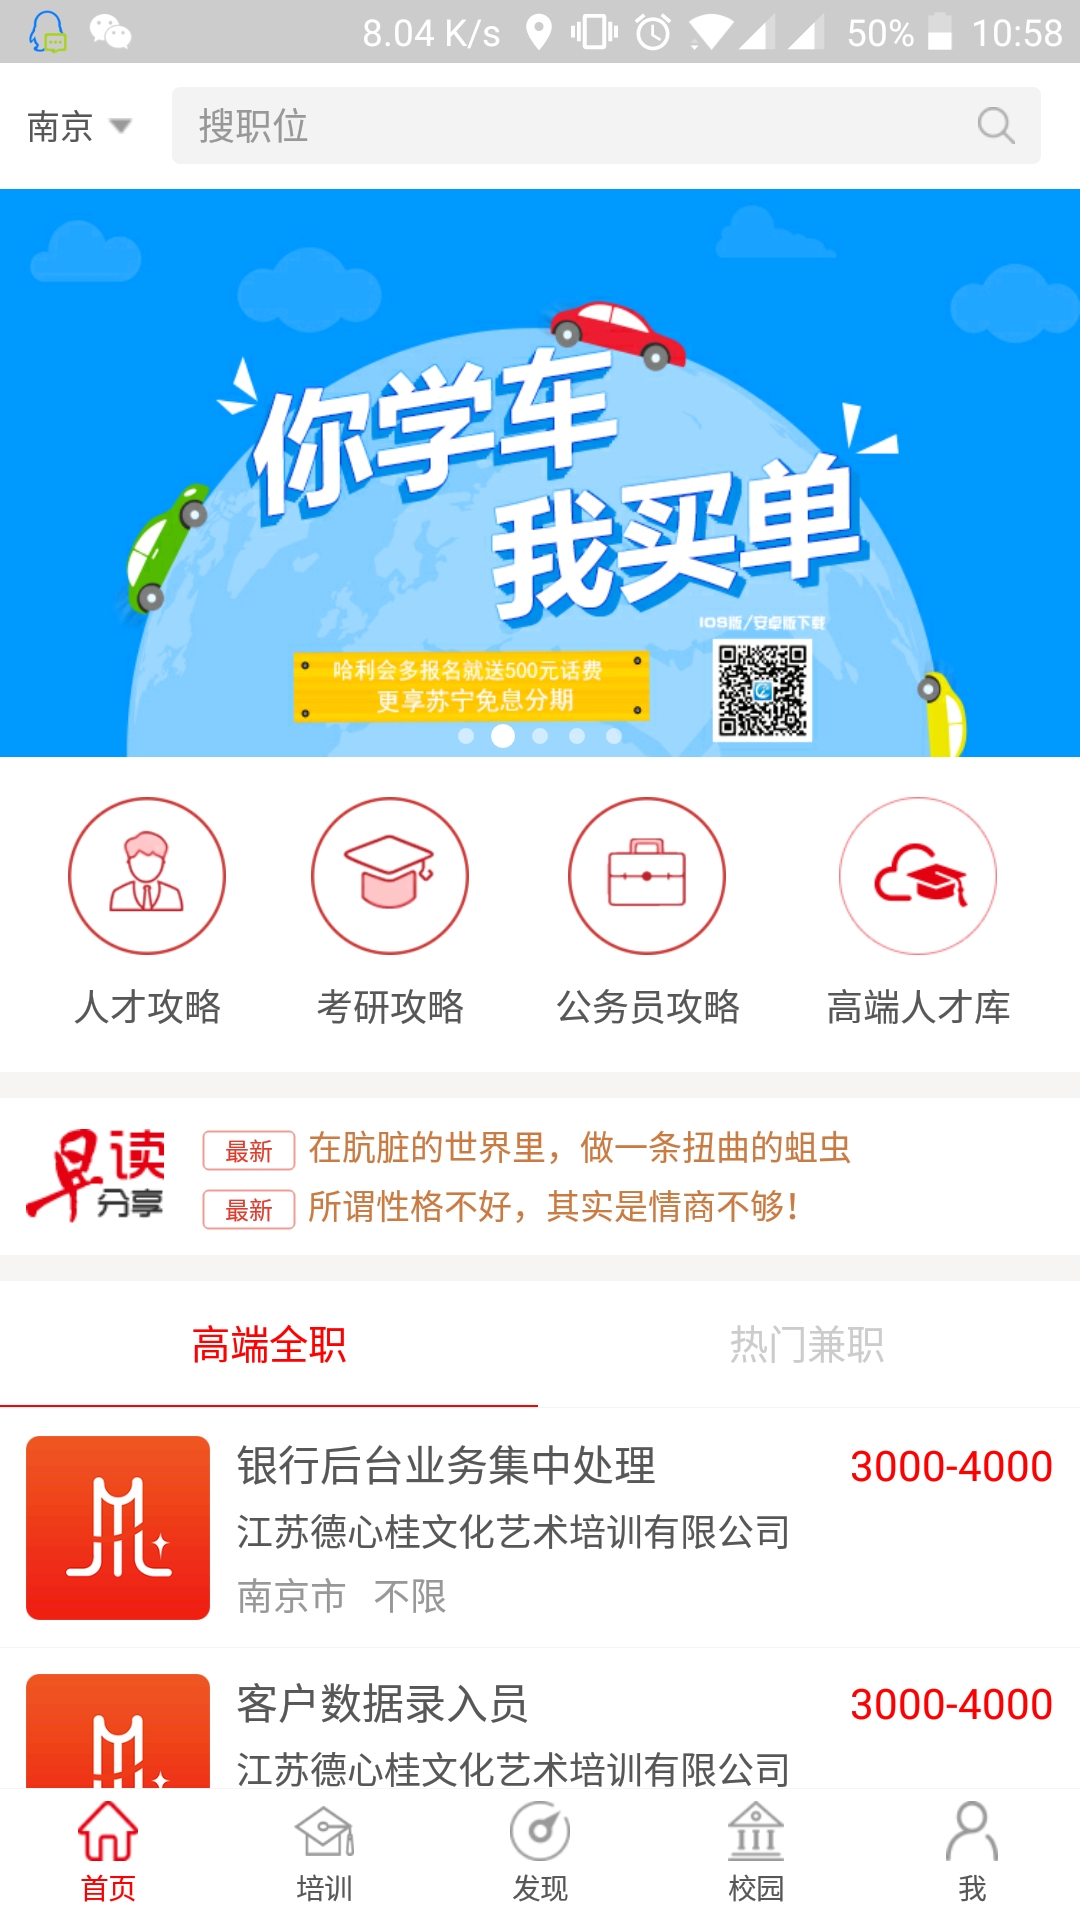 8.04 K/s 50% 10:58
南京 搜职位
你学车
我买单
IOS版/安卓版下载
哈利会多报名就送500元话费
更享苏宁免息分期
人才攻略 考研攻略 公务员攻略 高端人才库
早读分享
最新 在肮脏的世界里，做一条扭曲的蛆虫
最新 所谓性格不好，其实是情商不够！
高端全职 热门兼职
银行后台业务集中处理 3000-4000
江苏德心桂文化艺术培训有限公司
南京市 不限
客户数据录入员 3000-4000
江苏德心桂文化艺术培训有限公司
首页 培训 发现 校园 我